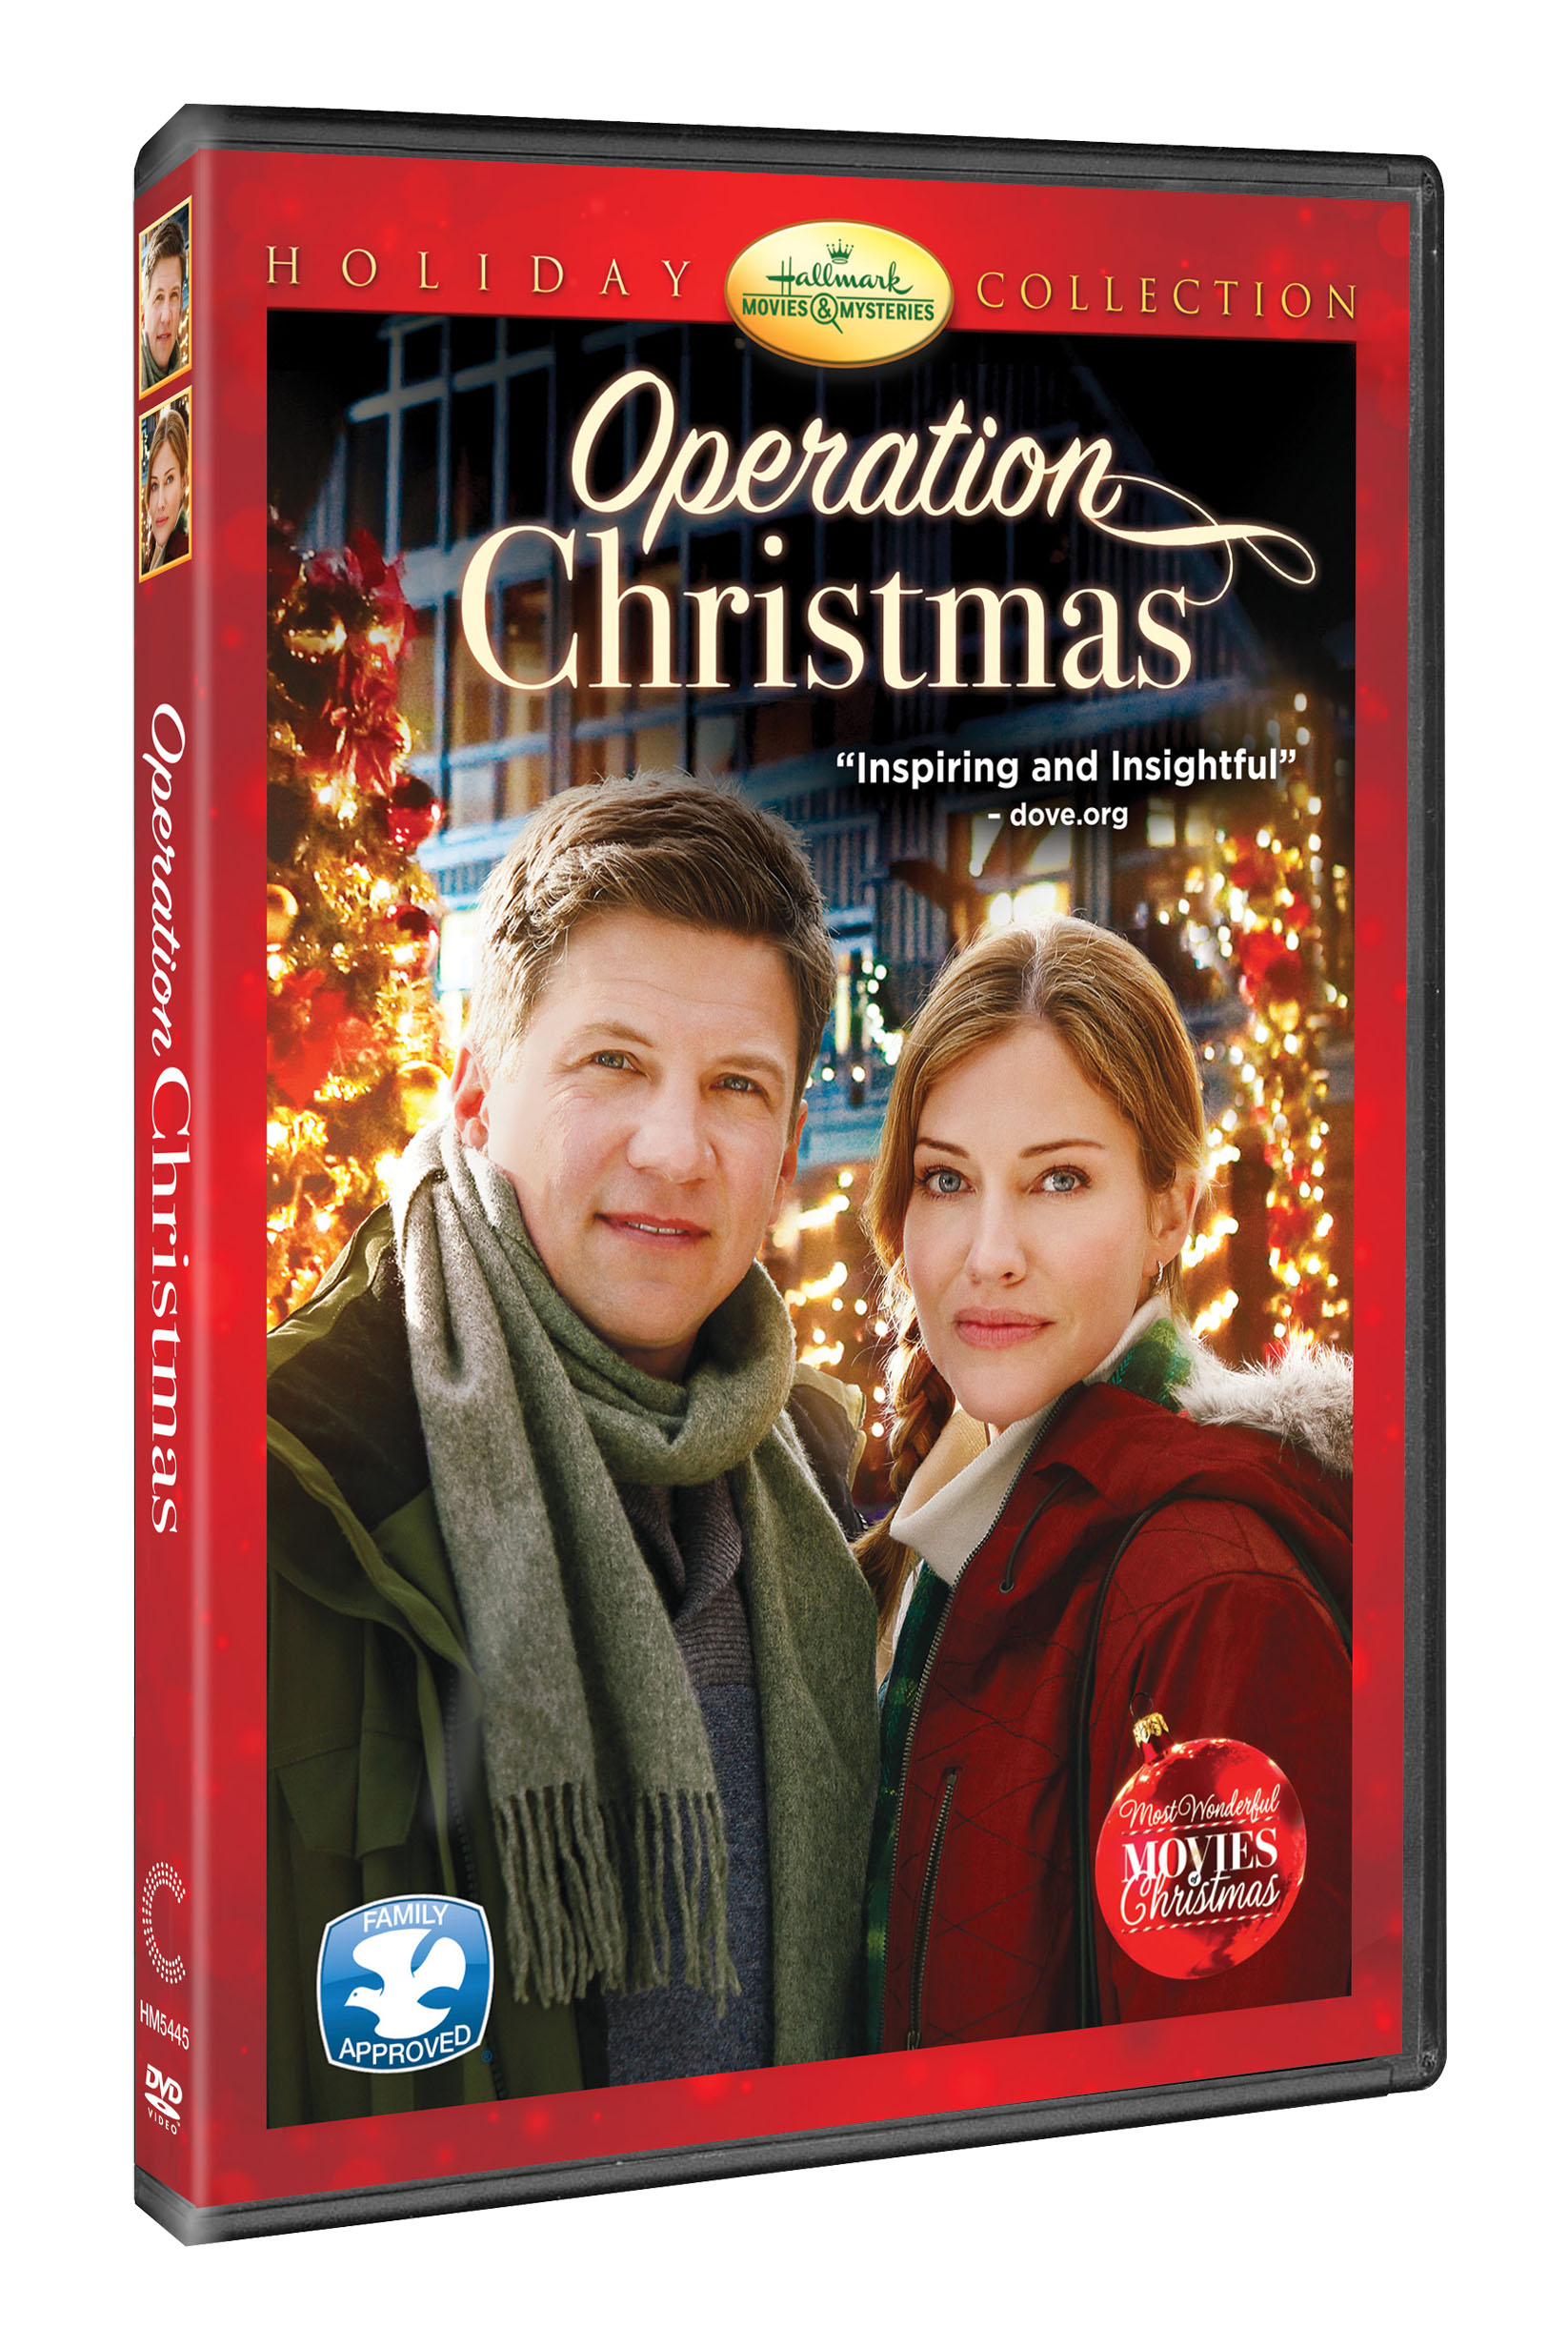 HOLIDAY Hallmark COLLECTION
MOVIES & MYSTERIES
Operation
Christmas
“Inspiring and Insightful”
- dove.org
Most Wonderful
MOVIES
of
Christmas
FAMILY
APPROVED
Operation Christmas
C
HM5445
DVD
VIDEO